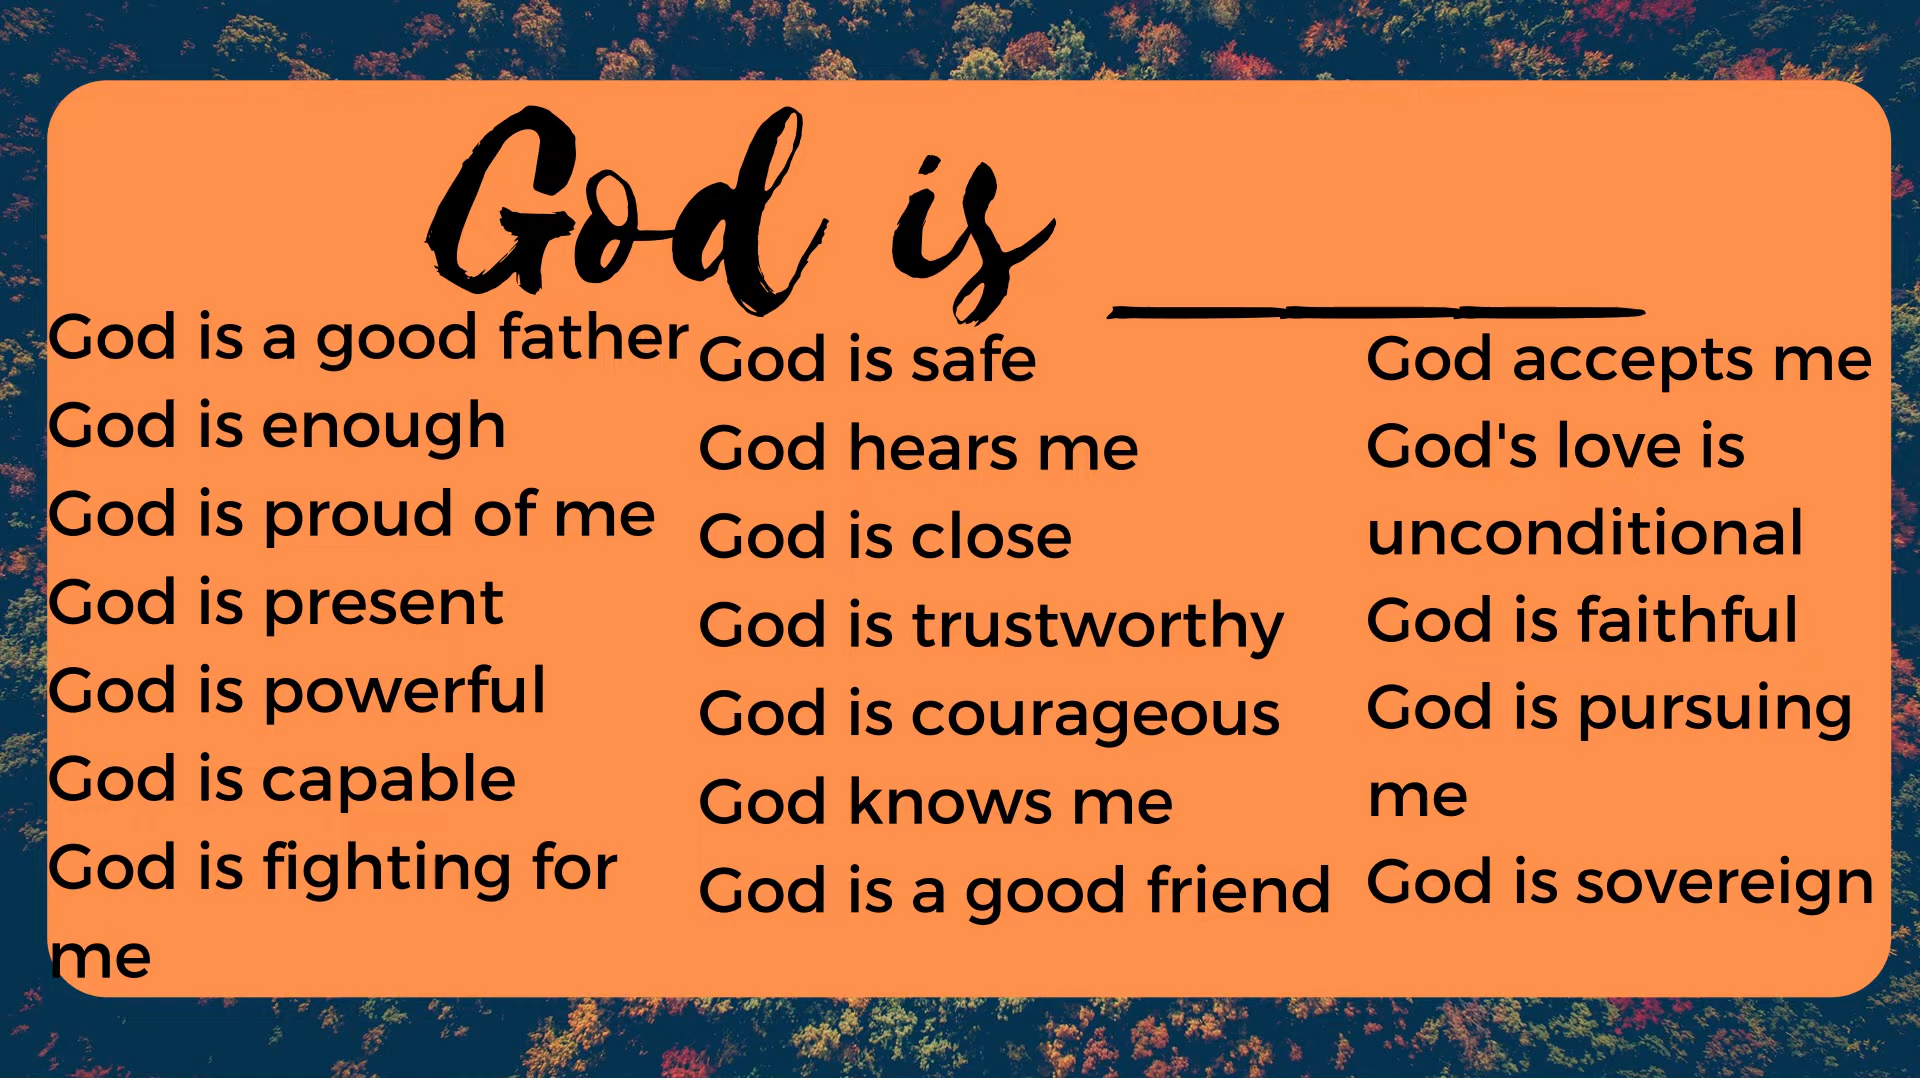 God is ___
God is a good father
God is enough
God is proud of me
God is present
God is powerful
God is capable
God is fighting for
me
God is safe
God hears me
God is close
God is trustworthy
God is courageous
God knows me
God is a good friend
God accepts me
God's love is
unconditional
God is faithful
God is pursuing
me
God is sovereign